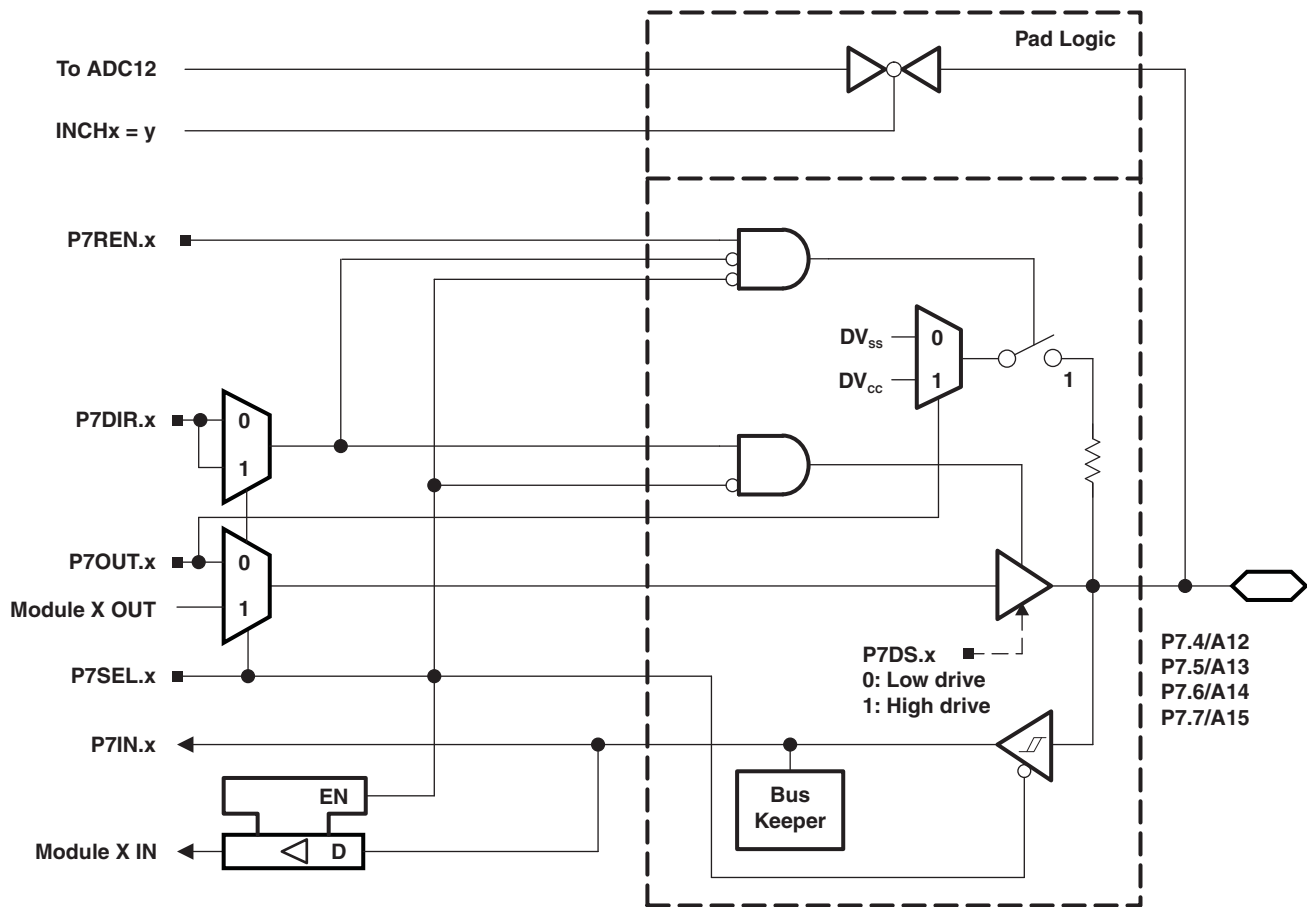 Pad Logic
To ADC12
INCHx = y
P7REN.x
DVSS
0
DVCC
1
1
P7DIR.x
0
1
P7OUT.x
0
Module X OUT
1
P7SEL.x
P7DS.x
0: Low drive
1: High drive
P7.4/A12
P7.5/A13
P7.6/A14
P7.7/A15
P7IN.x
Bus
Keeper
EN
Module X IN
D